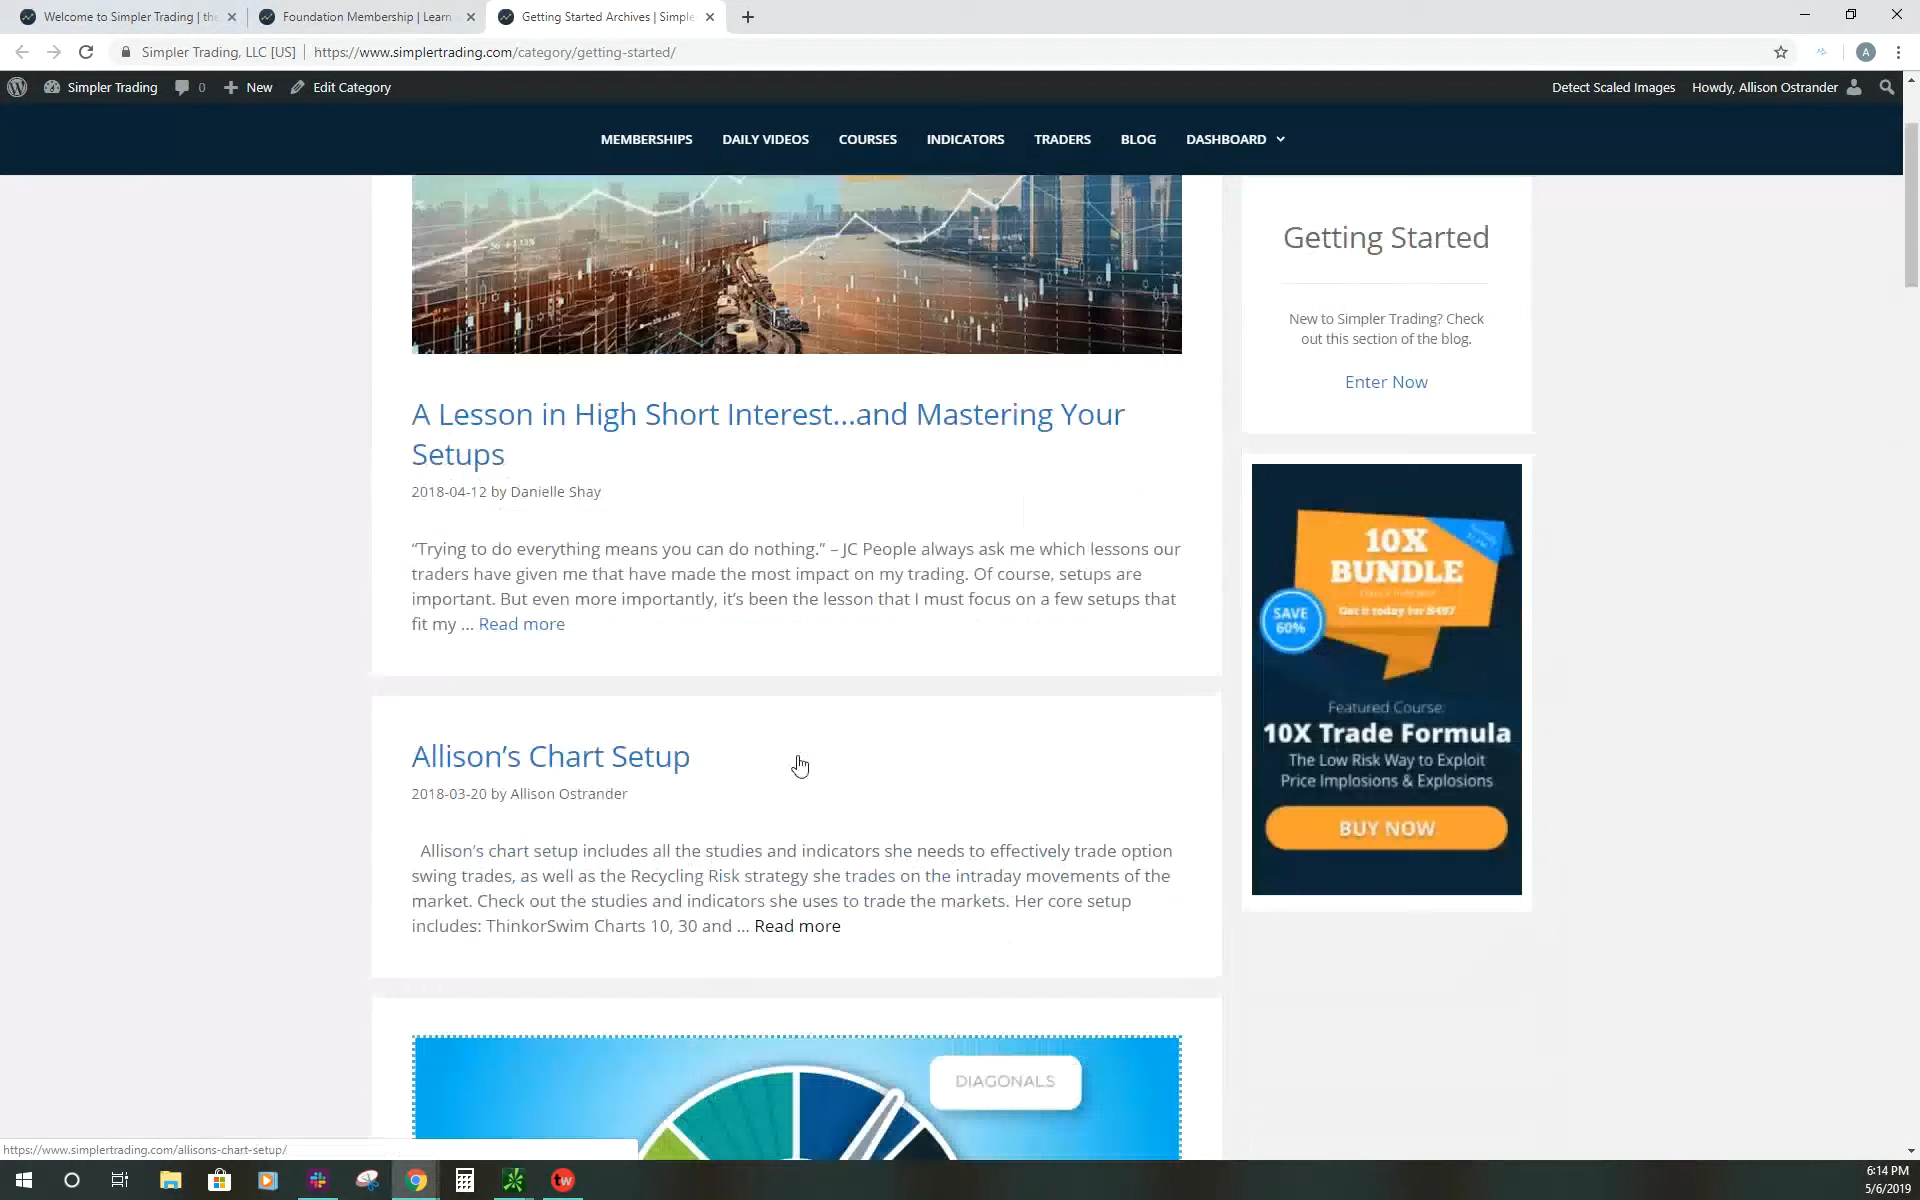 Welcome to Simpler Trading | the
Foundation Membership | Learn
Getting Started Archives | Simple
Simpler Trading, LLC [US]
https://www.simplertrading.com/category/getting-started/
A
Simpler Trading
0
New
Edit Category
Detect Scaled Images
Howdy, Allison Ostrander
MEMBERSHIPS
DAILY VIDEOS
COURSES
INDICATORS
TRADERS
BLOG
DASHBOARD
A Lesson in High Short Interest…and Mastering Your
Setups
2018-04-12 by Danielle Shay
“Trying to do everything means you can do nothing.” – JC People always ask me which lessons our
traders have given me that have made the most impact on my trading. Of course, setups are
important. But even more importantly, it’s been the lesson that I must focus on a few setups that
fit my … Read more
Allison’s Chart Setup
2018-03-20 by Allison Ostrander
Allison’s chart setup includes all the studies and indicators she needs to effectively trade option
swing trades, as well as the Recycling Risk strategy she trades on the intraday movements of the
market. Check out the studies and indicators she uses to trade the markets. Her core setup
includes: ThinkorSwim Charts 10, 30 and … Read more
DIAGONALS
Getting Started
New to Simpler Trading? Check
out this section of the blog.
Enter Now
10X
BUNDLE
Get it today for $497
SAVE
60%
Featured Course:
10X Trade Formula
The Low Risk Way to Exploit
Price Implosions & Explosions
BUY NOW
https://www.simplertrading.com/allisons-chart-setup/
tw
6:14 PM
5/6/2019